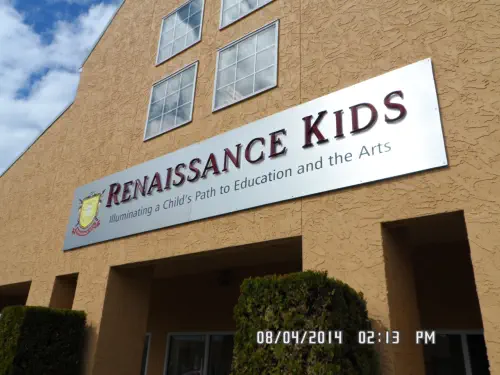 RENAISSANCE KIDS
Illuminating a Child's Path to Education and the Arts
08/04/2014 02:13 PM